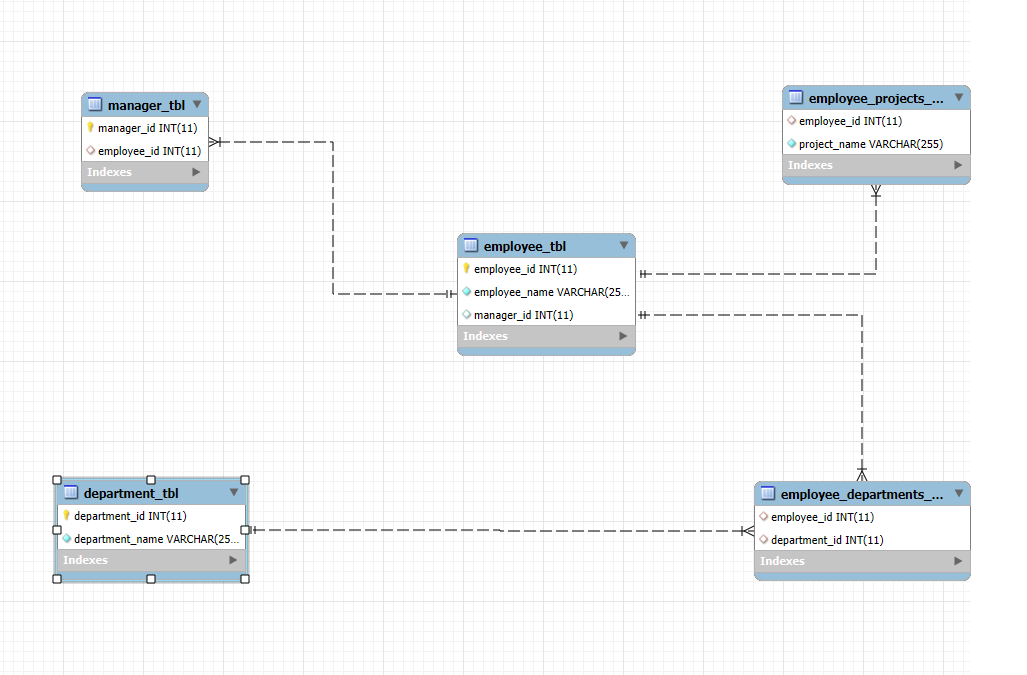 manager_tbl
manager_id INT(11)
employee_id INT(11)
Indexes
employee_projects_...
employee_id INT(11)
project_name VARCHAR(255)
Indexes
employee_tbl
employee_id INT(11)
employee_name VARCHAR(25...
manager_id INT(11)
Indexes
department_tbl
department_id INT(11)
department_name VARCHAR(25...
Indexes
employee_departments_...
employee_id INT(11)
department_id INT(11)
Indexes